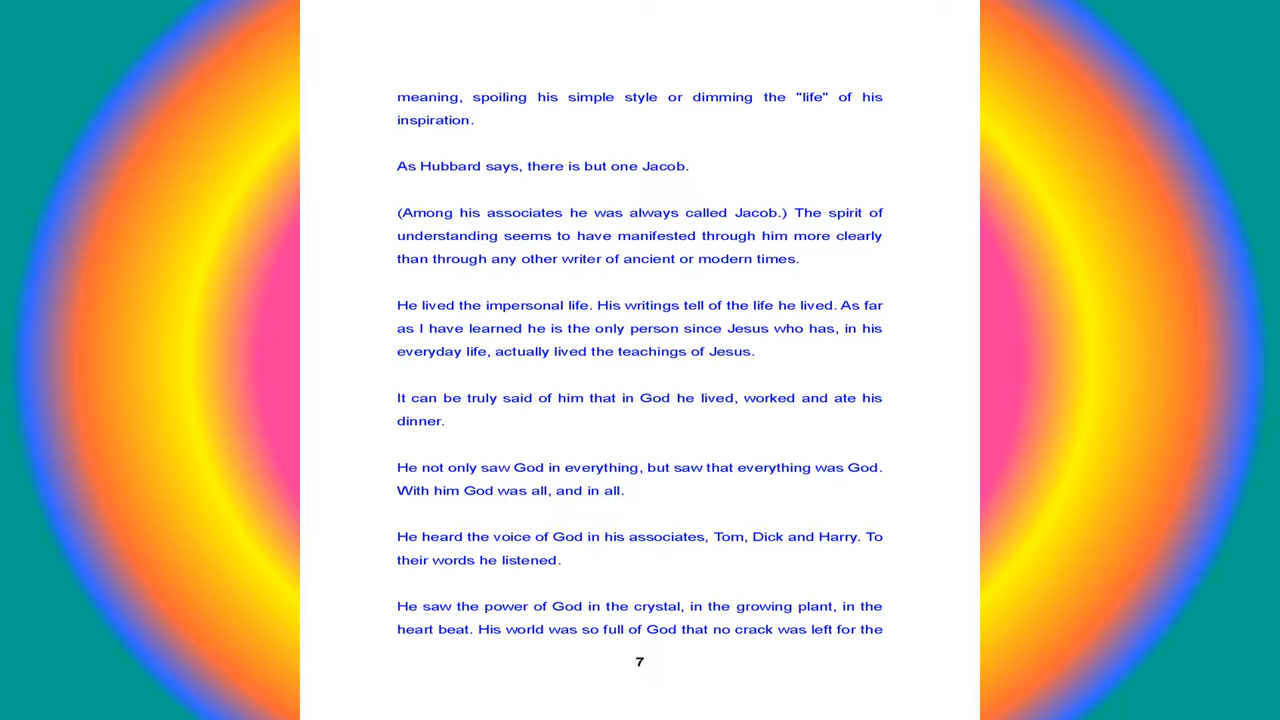 meaning, spoiling his simple style or dimming the "life" of his
inspiration.
As Hubbard says, there is but one Jacob.
(Among his associates he was always called Jacob.) The spirit of
understanding seems to have manifested through him more clearly
than through any other writer of ancient or modern times.
He lived the impersonal life. His writings tell of the life he lived. As far
as I have learned he is the only person since Jesus who has, in his
everyday life, actually lived the teachings of Jesus.
It can be truly said of him that in God he lived, worked and ate his
dinner.
He not only saw God in everything, but saw that everything was God.
With him God was all, and in all.
He heard the voice of God in his associates, Tom, Dick and Harry. To
their words he listened.
He saw the power of God in the crystal, in the growing plant, in the
heart beat. His world was so full of God that no crack was left for the
7